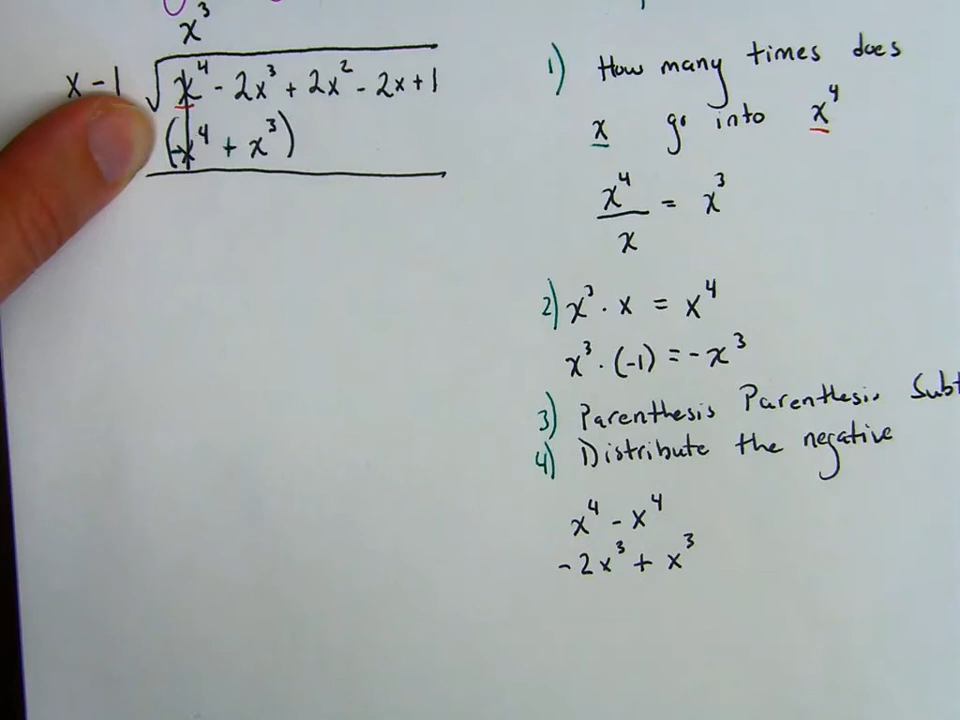 x³
x - 1 √ x⁴ - 2x³ + 2x² - 2x + 1
(-x⁴ + x³)
1) How many times does
x go into x⁴
x⁴/x = x³
2) x³ · x = x⁴
x³ · (-1) = -x³
3) Parenthesis Parenthesis
4) Distribute the negative
x⁴ - x⁴
-2x³ + x³